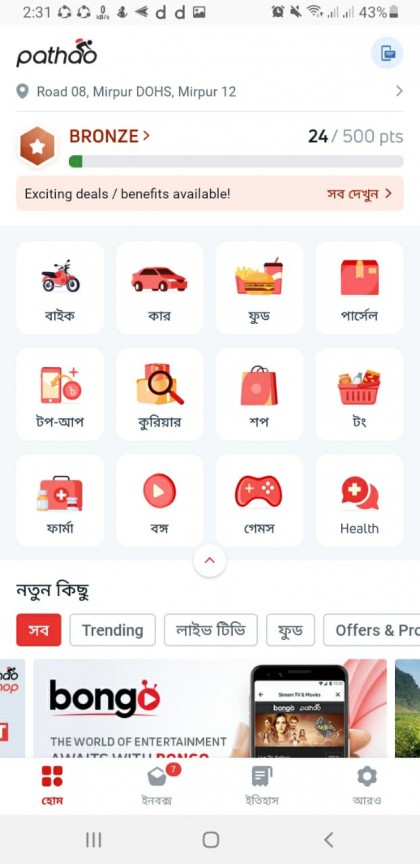 2:31
43%
pathao
Road 08, Mirpur DOHS, Mirpur 12
BRONZE >
24 / 500 pts
Exciting deals / benefits available!
সব দেখুন >
বাইক
কার
ফুড
পার্সেল
টপ-আপ
কুরিয়ার
শপ
টং
ফার্মা
বঙ্গ
গেমস
Health
নতুন কিছু
সব
Trending
লাইভ টিভি
ফুড
Offers & Pro
bongo
THE WORLD OF ENTERTAINMENT
AWAITS WITH BONGO
Stream TV & Movies
bongo pathao
7
হোম
ইনবক্স
ইতিহাস
আরও